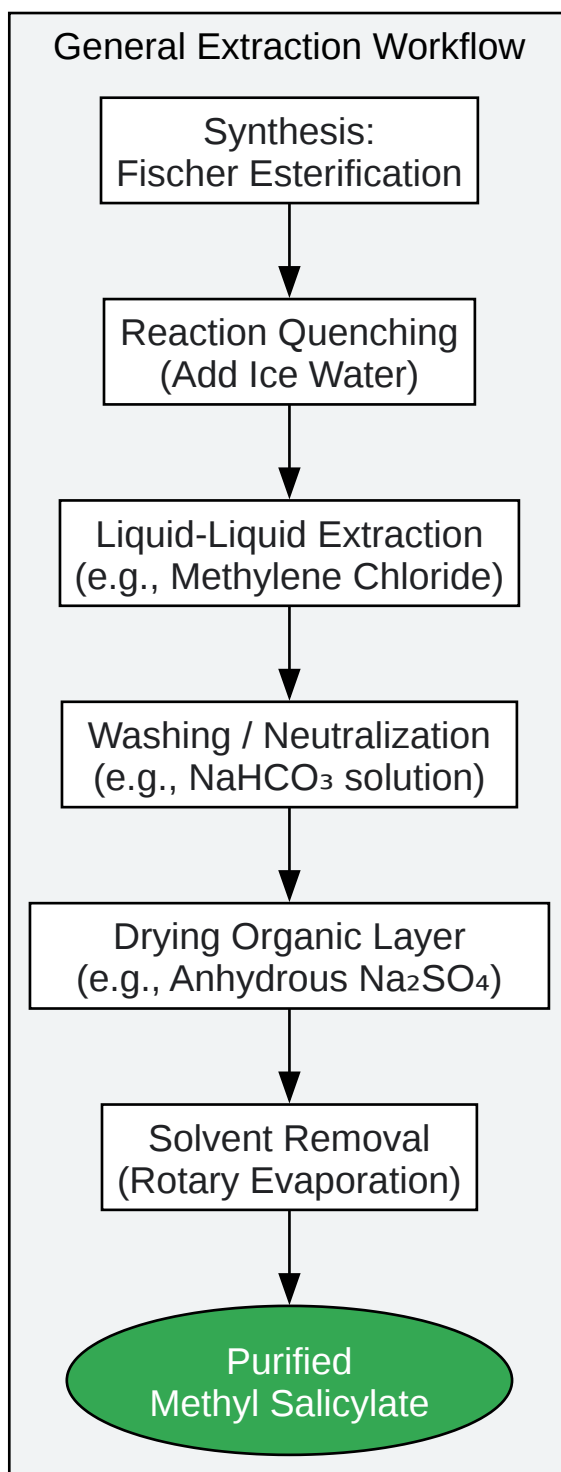 General Extraction Workflow
Synthesis:
Fischer Esterification
Reaction Quenching
(Add Ice Water)
Liquid-Liquid Extraction
(e.g., Methylene Chloride)
Washing / Neutralization
(e.g., NaHCO₃ solution)
Drying Organic Layer
(e.g., Anhydrous Na₂SO₄)
Solvent Removal
(Rotary Evaporation)
Purified
Methyl Salicylate